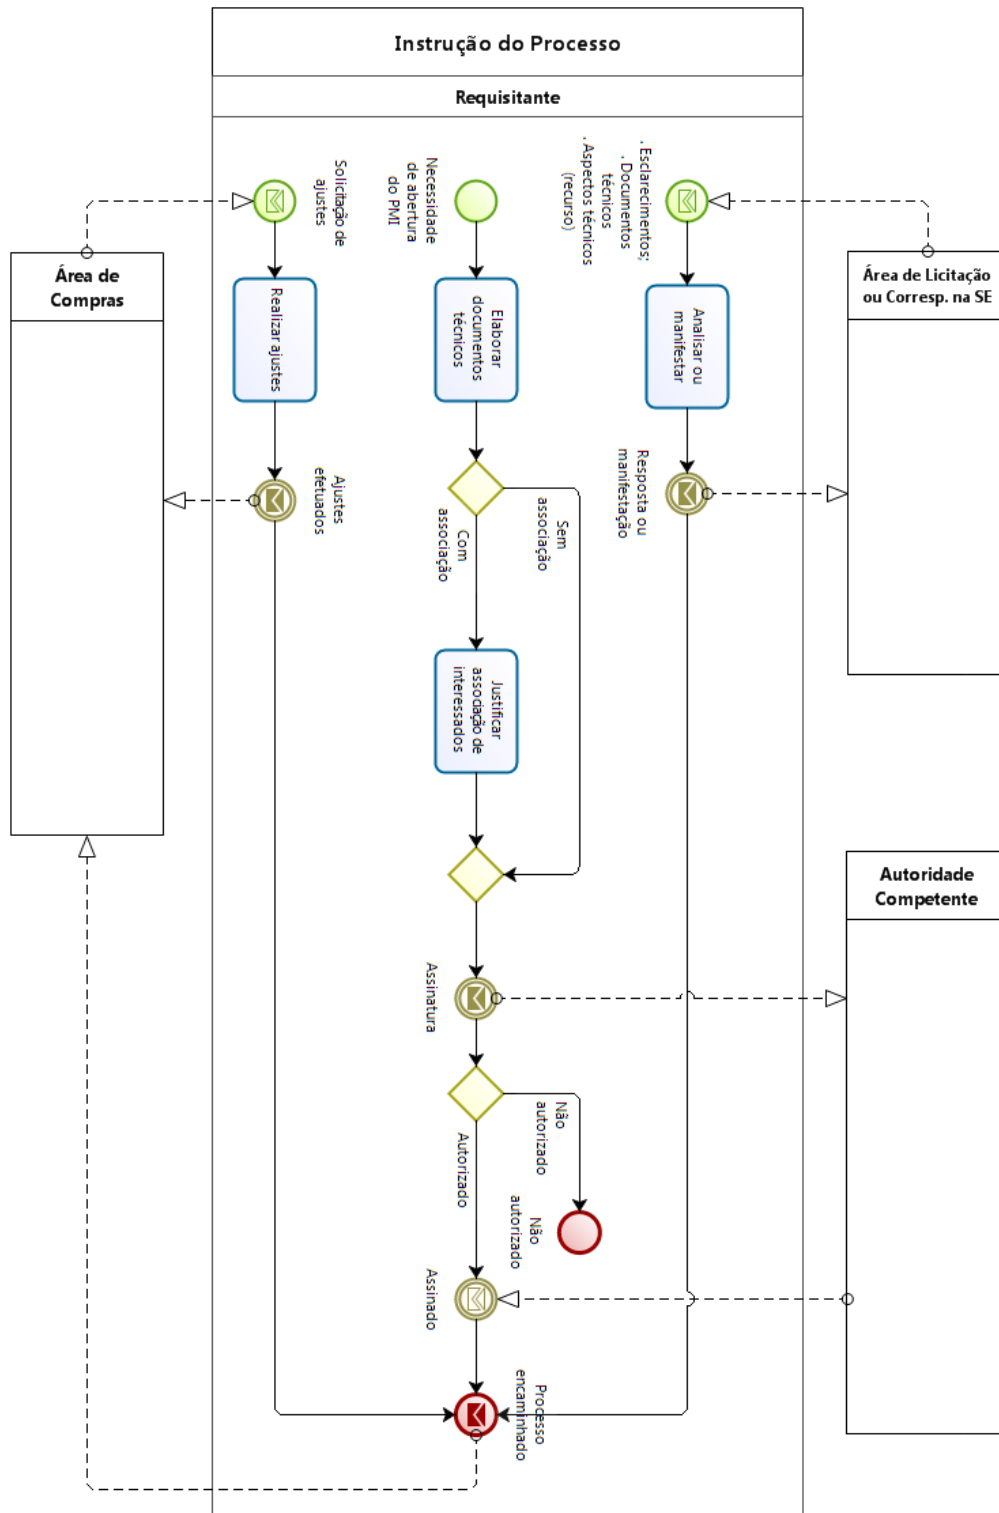 Instrução do Processo
Requisitante
. Esclarecimentos;
. Documentos
técnicos
. Aspectos técnicos
(recurso)
Necessidade
de abertura
do PMI
Solicitação de
ajustes
Área de
Compras
Área de Licitação
ou Corresp. na SE
Analisar ou
manifestar
Elaborar
documentos
técnicos
Realizar ajustes
Resposta ou
manifestação
Sem
associação
Com
associação
Ajustes
efetuados
Justificar
associação de
interessados
Autoridade
Competente
Assinatura
Não
autorizado
Autorizado
Não
autorizado
Assinado
Processo
encaminhado